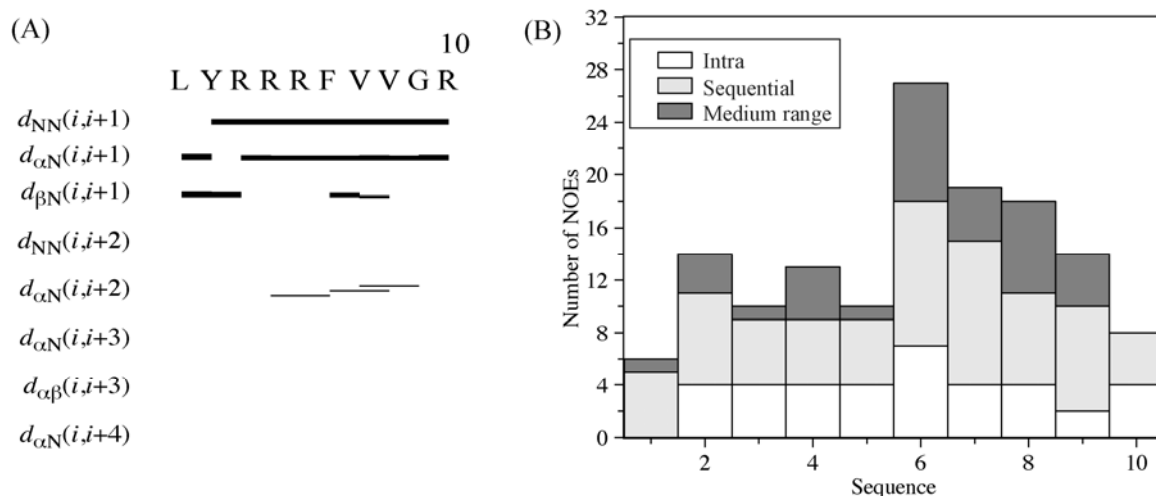 (A)
10
L Y R R R F V V G R
dNN(i,i+1)
dαN(i,i+1)
dβN(i,i+1)
dNN(i,i+2)
dαN(i,i+2)
dαN(i,i+3)
dαβ(i,i+3)
dαN(i,i+4)
(B)
Number of NOEs
32
28
24
20
16
12
8
4
0
Intra
Sequential
Medium range
2 4 6 8 10
Sequence